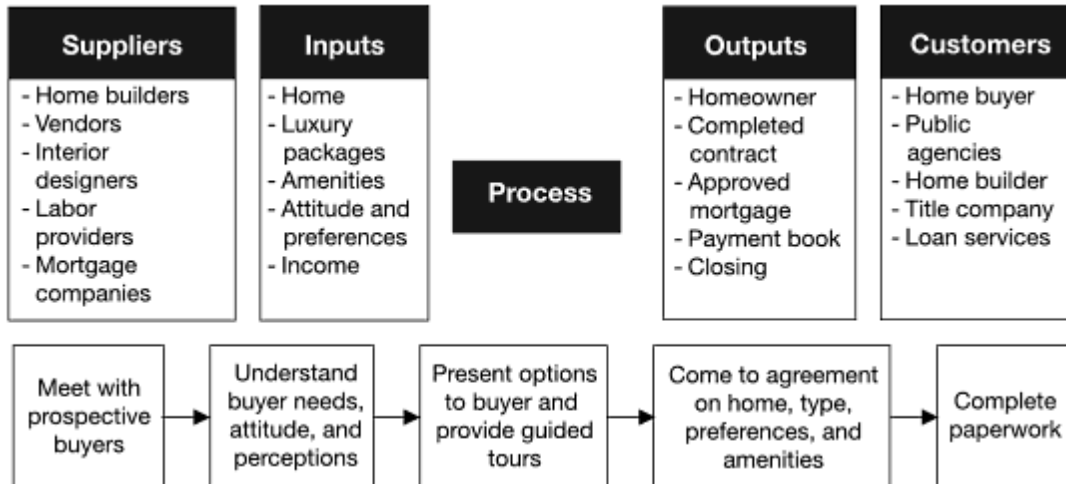 Suppliers
- Home builders
- Vendors
- Interior
designers
- Labor
providers
- Mortgage
companies
Inputs
- Home
- Luxury
packages
- Amenities
- Attitude and
preferences
- Income
Process
Outputs
- Homeowner
- Completed
contract
- Approved
mortgage
- Payment book
- Closing
Customers
- Home buyer
- Public
agencies
- Home builder
- Title company
- Loan services
Meet with
prospective
buyers
Understand
buyer needs,
attitude, and
perceptions
Present options
to buyer and
provide guided
tours
Come to agreement
on home, type,
preferences, and
amenities
Complete
paperwork